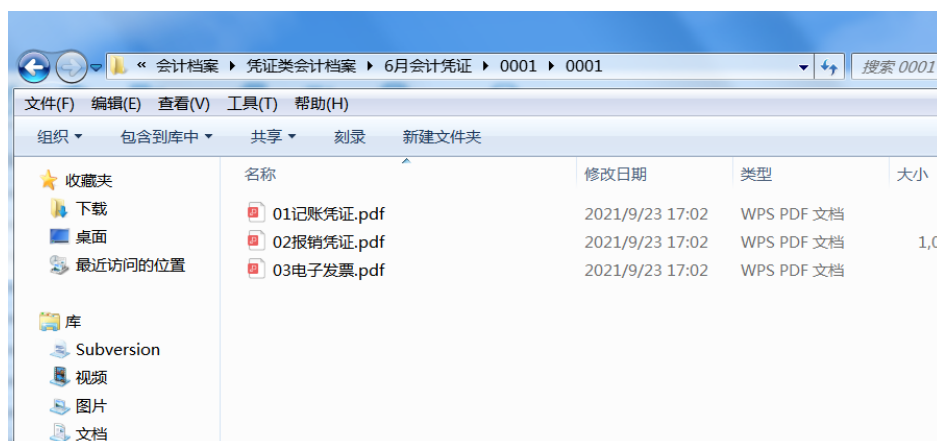 « 会计档案 ▸ 凭证类会计档案 ▸ 6月会计凭证 ▸ 0001 ▸ 0001 搜索 0001
文件(F) 编辑(E) 查看(V) 工具(T) 帮助(H)
组织 包含到库中 共享 刻录 新建文件夹
名称 修改日期 类型 大小
收藏夹
下载
桌面
最近访问的位置
库
Subversion
视频
图片
文档
01记账凭证.pdf 2021/9/23 17:02 WPS PDF 文档
02报销凭证.pdf 2021/9/23 17:02 WPS PDF 文档
03电子发票.pdf 2021/9/23 17:02 WPS PDF 文档